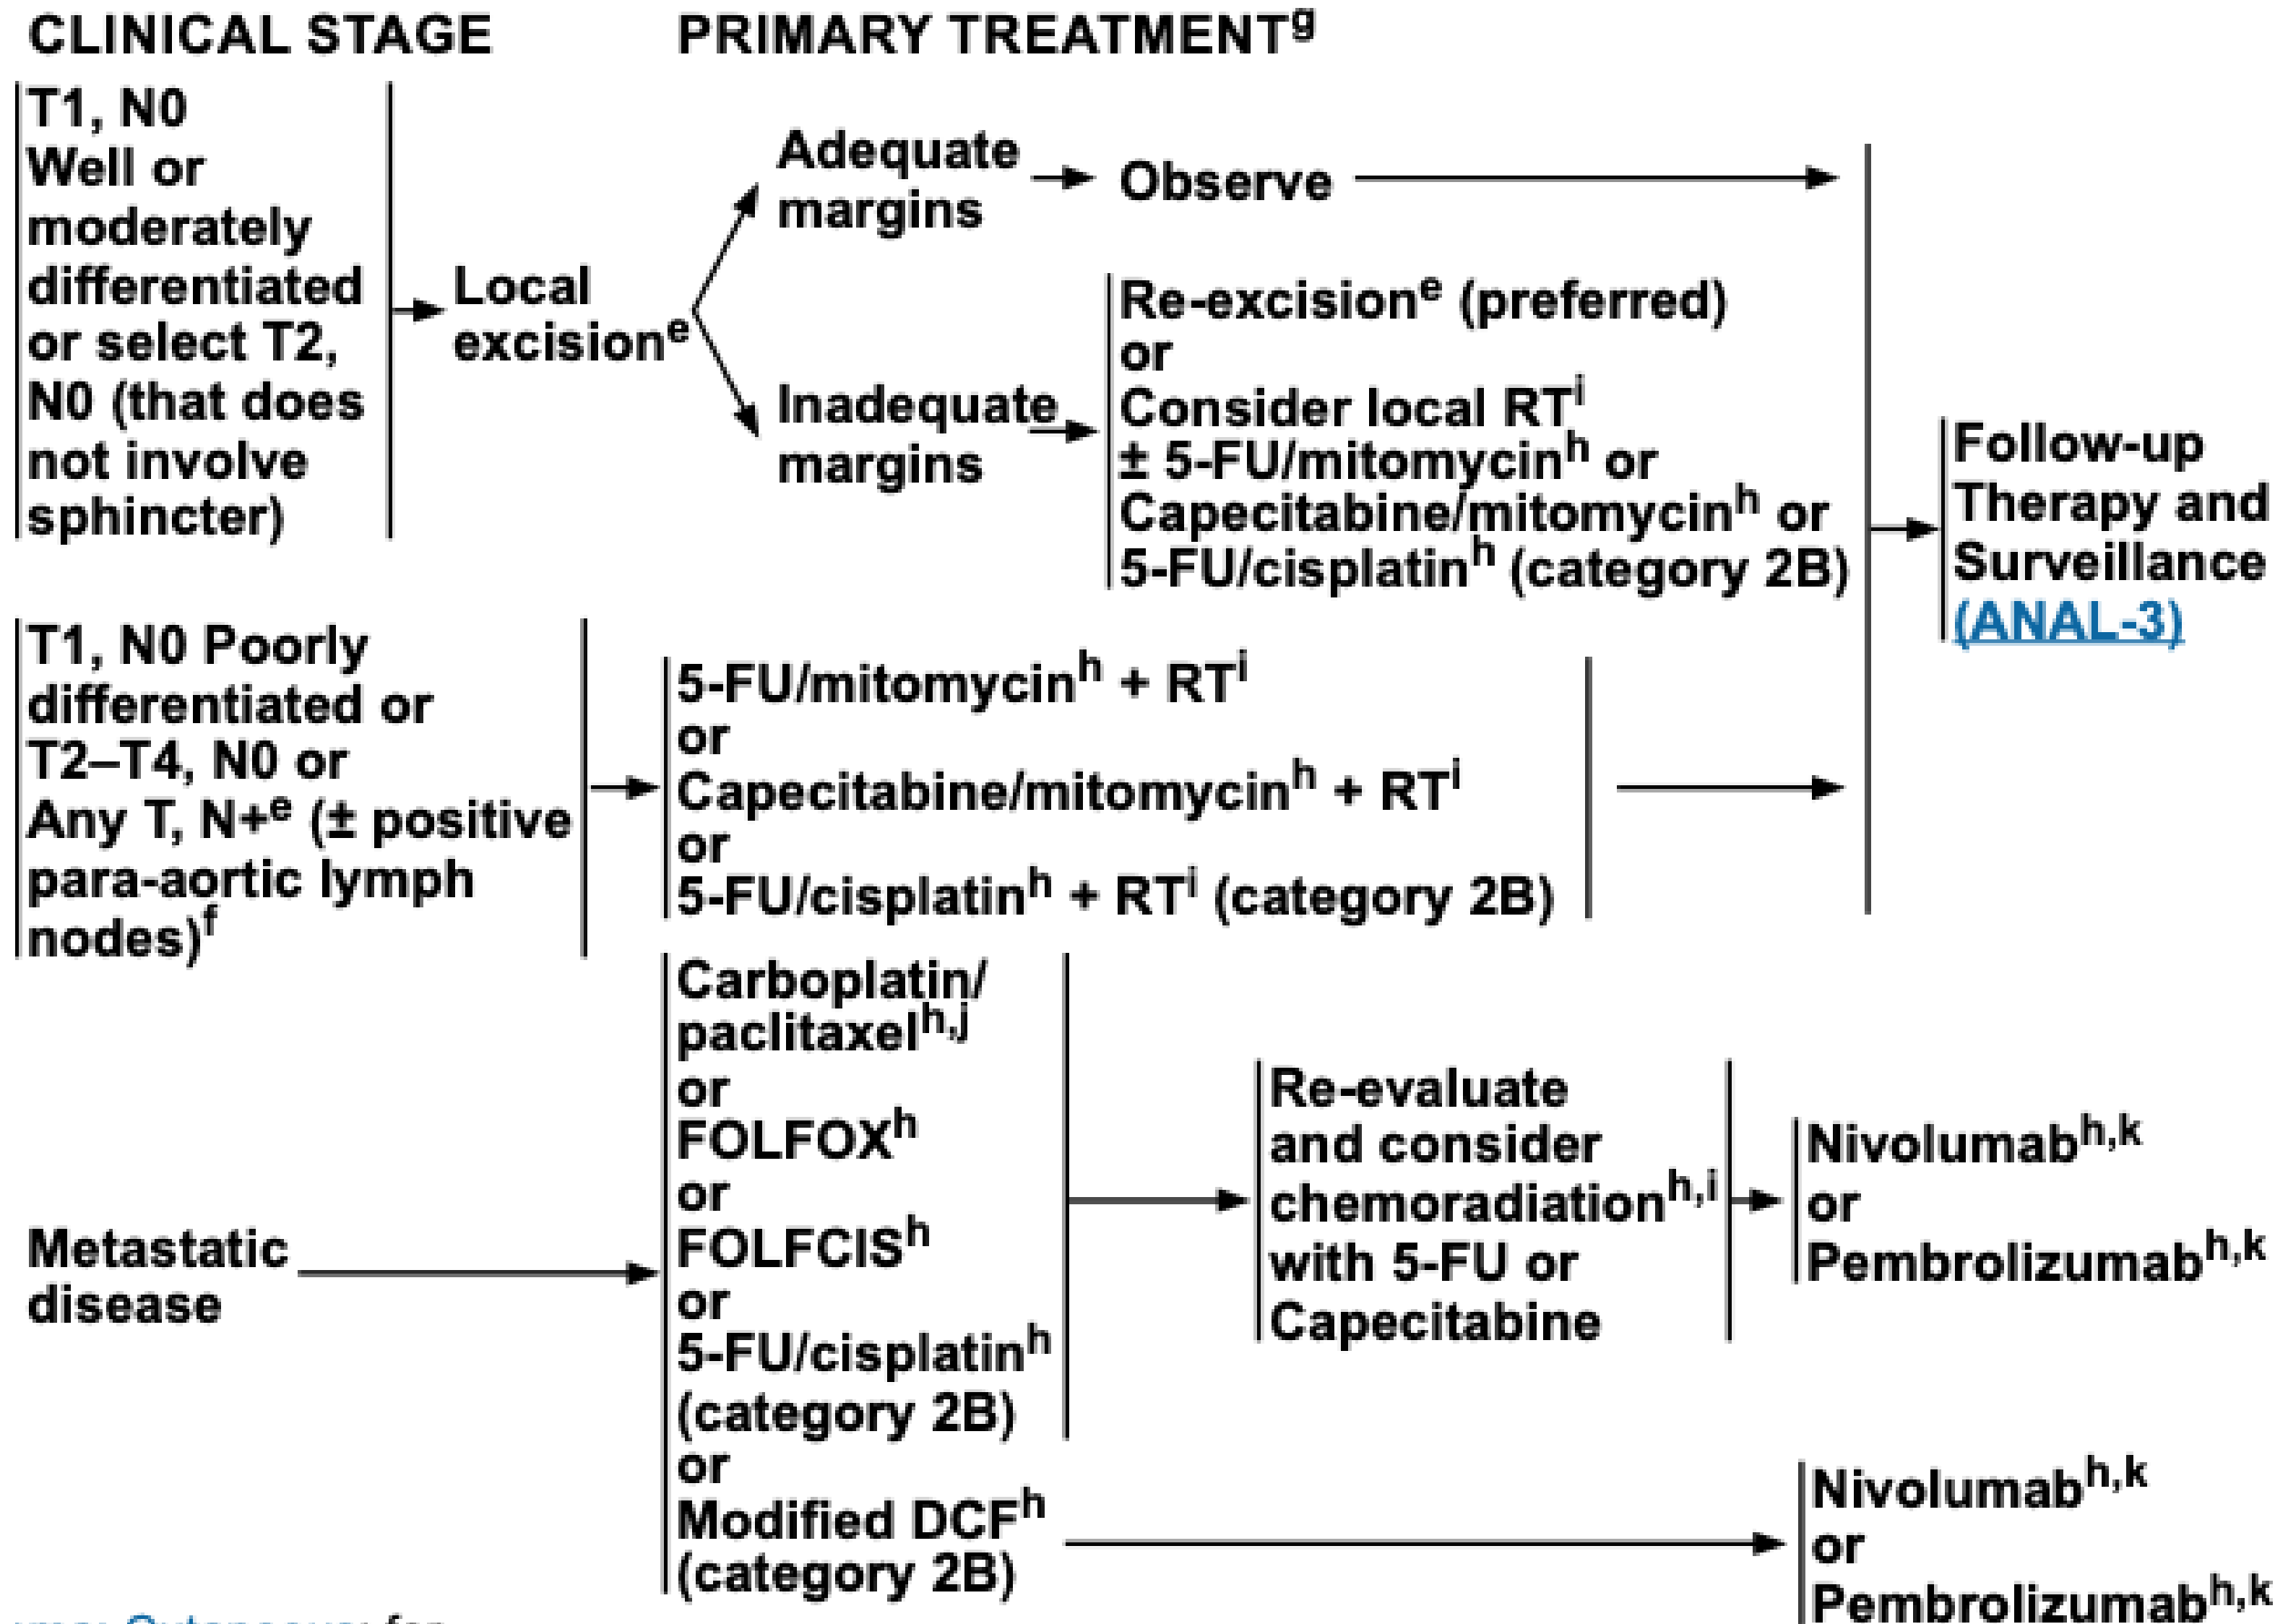 CLINICAL STAGE
PRIMARY TREATMENTᵍ
T1, N0
Well or
moderately
differentiated
or select T2,
N0 (that does
not involve
sphincter)
Local
excisionᵉ
Adequate
margins
Observe
Inadequate
margins
Re-excisionᵉ (preferred)
or
Consider local RTⁱ
± 5-FU/mitomycinʰ or
Capecitabine/mitomycinʰ or
5-FU/cisplatinʰ (category 2B)
Follow-up
Therapy and
Surveillance
(ANAL-3)
T1, N0 Poorly
differentiated or
T2–T4, N0 or
Any T, N+ᵉ (± positive
para-aortic lymph
nodes)ᶠ
5-FU/mitomycinʰ + RTⁱ
or
Capecitabine/mitomycinʰ + RTⁱ
or
5-FU/cisplatinʰ + RTⁱ (category 2B)
Metastatic
disease
Carboplatin/
paclitaxelʰ,ʲ
or
FOLFOXʰ
or
FOLFCISʰ
or
5-FU/cisplatinʰ
(category 2B)
or
Modified DCFʰ
(category 2B)
Re-evaluate
and consider
chemoradiationʰ,ⁱ
with 5-FU or
Capecitabine
Nivolumabʰ,ᵏ
or
Pembrolizumabʰ,ᵏ
Nivolumabʰ,ᵏ
or
Pembrolizumabʰ,ᵏ